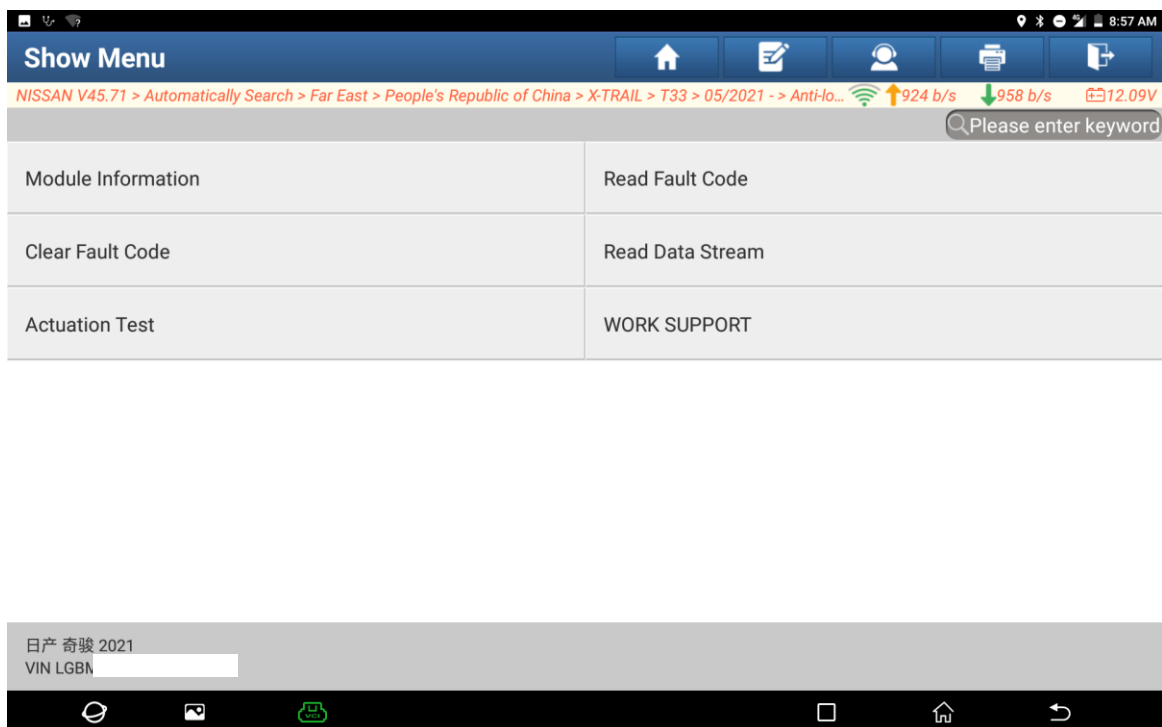 8:57 AM
Show Menu
NISSAN V45.71 > Automatically Search > Far East > People's Republic of China > X-TRAIL > T33 > 05/2021 - > Anti-lo... 924 b/s 958 b/s 12.09V
Please enter keyword
Module Information Read Fault Code
Clear Fault Code Read Data Stream
Actuation Test WORK SUPPORT
日产 奇骏 2021
VIN LGBM
VCI